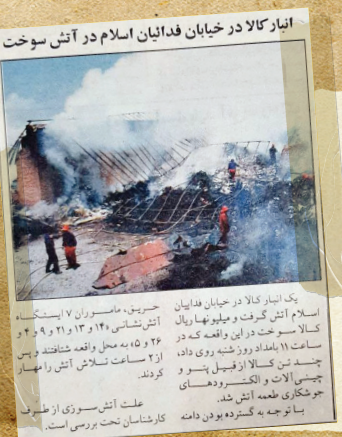 انبار کالا در خیابان فدائیان اسلام در آتش سوخت
یک انبار کالا در خیابان فداییان
اسلام آتش گرفت و میلیونها ریال
کالا سوخت در این واقعه که در
ساعت ۱۱ بامداد روز شنبه روی داد،
چند تن کالا از قبیل پتو و
چینی آلات و الکترودهای
جوشکاری طعمه آتش شد.
با توجه به گسترده بودن دامنه
حریق، ماموران ۷ ایستگاه
آتش‌نشانی «۱۴ و ۱۳ و ۲۱ و ۹ و ۴ و
۲۶ و ۵» به محل واقعه شتافتند و پس
از ۲ ساعت تلاش آتش را مهار
کردند.
علت آتش سوزی از طرف
کارشناسان تحت بررسی است.